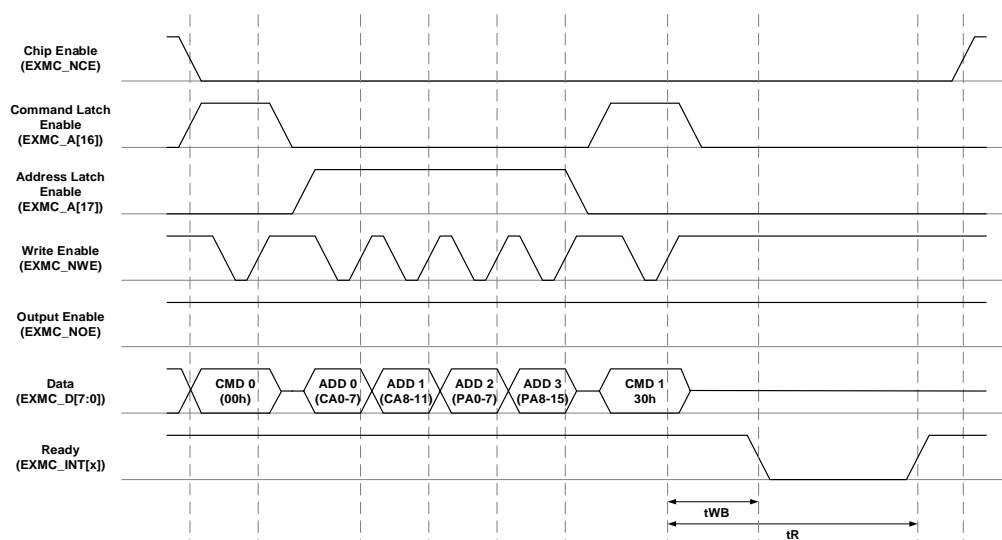 Chip Enable
(EXMC_NCE)
Command Latch
Enable
(EXMC_A[16])
Address Latch
Enable
(EXMC_A[17])
Write Enable
(EXMC_NWE)
Output Enable
(EXMC_NOE)
Data
(EXMC_D[7:0])
CMD 0
(00h)
ADD 0
(CA0-7)
ADD 1
(CA8-11)
ADD 2
(PA0-7)
ADD 3
(PA8-15)
CMD 1
30h
Ready
(EXMC_INT[x])
tWB
tR